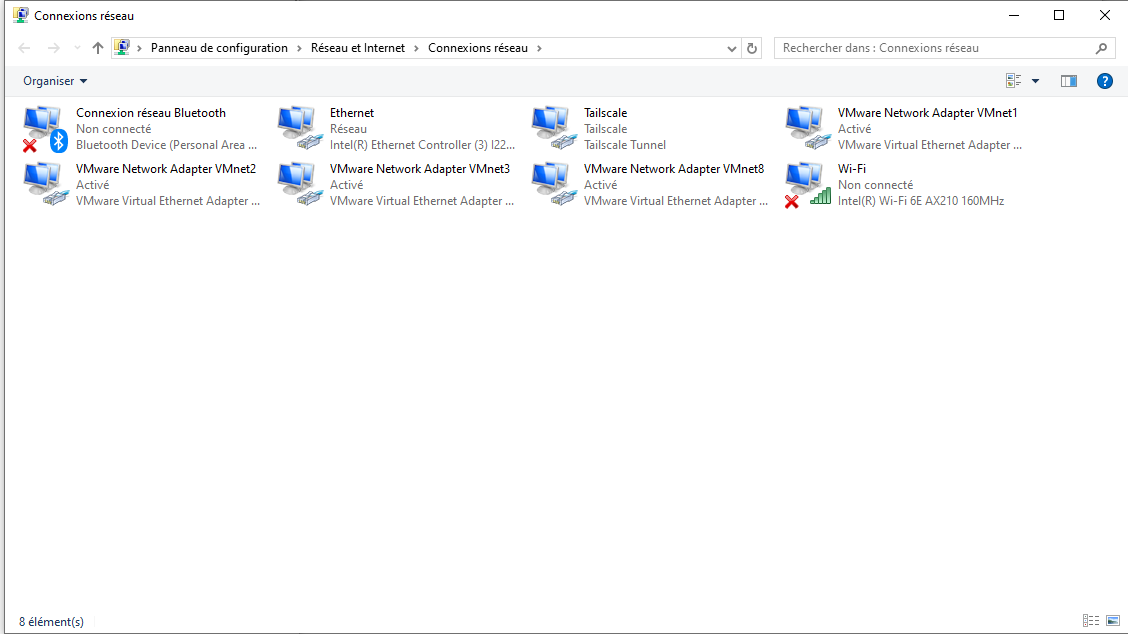 Connexions réseau
Panneau de configuration > Réseau et Internet > Connexions réseau >
Rechercher dans : Connexions réseau
Organiser
Connexion réseau Bluetooth
Non connecté
Bluetooth Device (Personal Area ...
Ethernet
Réseau
Intel(R) Ethernet Controller (3) I22...
Tailscale
Tailscale
Tailscale Tunnel
VMware Network Adapter VMnet1
Activé
VMware Virtual Ethernet Adapter ...
VMware Network Adapter VMnet2
Activé
VMware Virtual Ethernet Adapter ...
VMware Network Adapter VMnet3
Activé
VMware Virtual Ethernet Adapter ...
VMware Network Adapter VMnet8
Activé
VMware Virtual Ethernet Adapter ...
Wi-Fi
Non connecté
Intel(R) Wi-Fi 6E AX210 160MHz
8 élément(s)